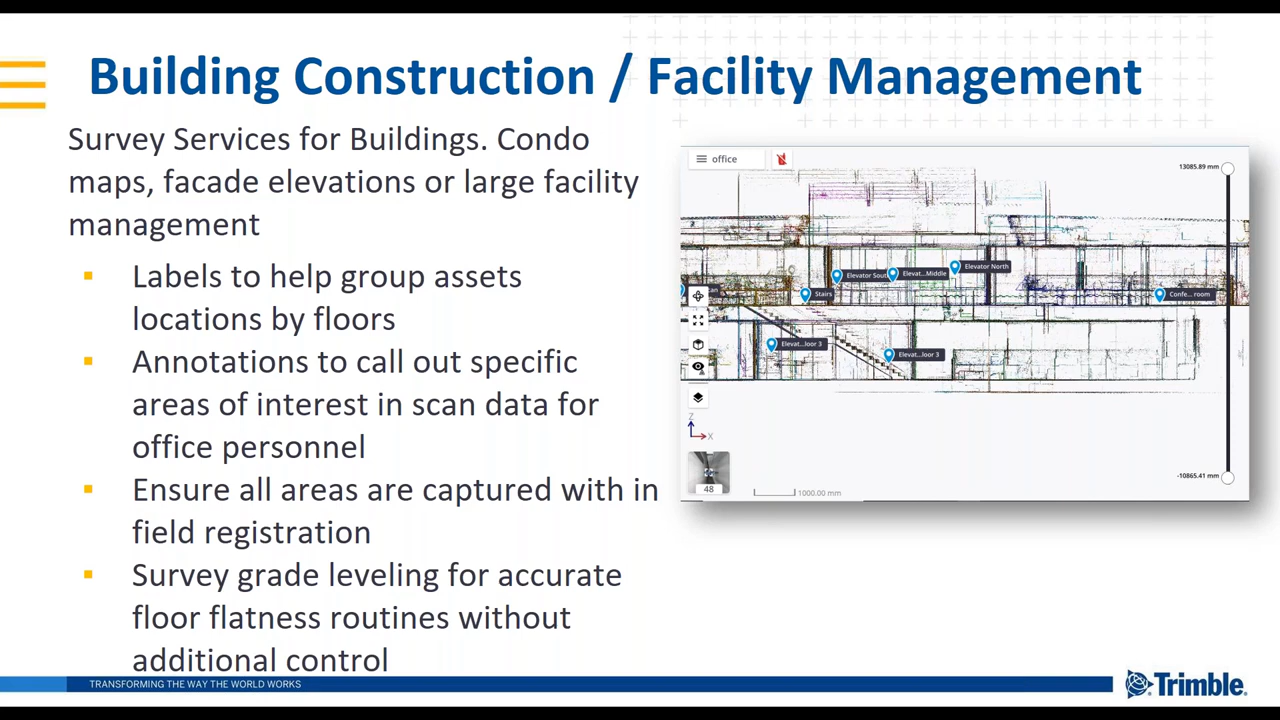 Building Construction / Facility Management
Survey Services for Buildings. Condo
maps, facade elevations or large facility
management
▪ Labels to help group assets
locations by floors
▪ Annotations to call out specific
areas of interest in scan data for
office personnel
▪ Ensure all areas are captured with in
field registration
▪ Survey grade leveling for accurate
floor flatness routines without
additional control
office
13085.89 mm
Elevator North
Elevator Sout
Elevat...Middle
Stairs
Confe... room
Elevat...loor 3
Elevat...loor 3
Z
X
-10865.41 mm
48
1000.00 mm
TRANSFORMING THE WAY THE WORLD WORKS
Trimble.